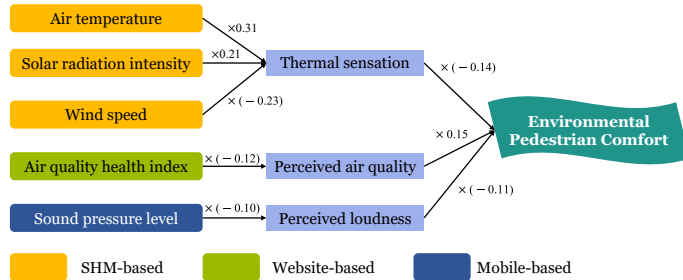 Air temperature
×0.31
Solar radiation intensity
×0.21
Thermal sensation
×(−0.14)
Wind speed
×(−0.23)
Environmental
Pedestrian Comfort
Air quality health index
×(−0.12)
Perceived air quality
× 0.15
Sound pressure level
×(−0.10)
Perceived loudness
×(−0.11)
SHM-based
Website-based
Mobile-based